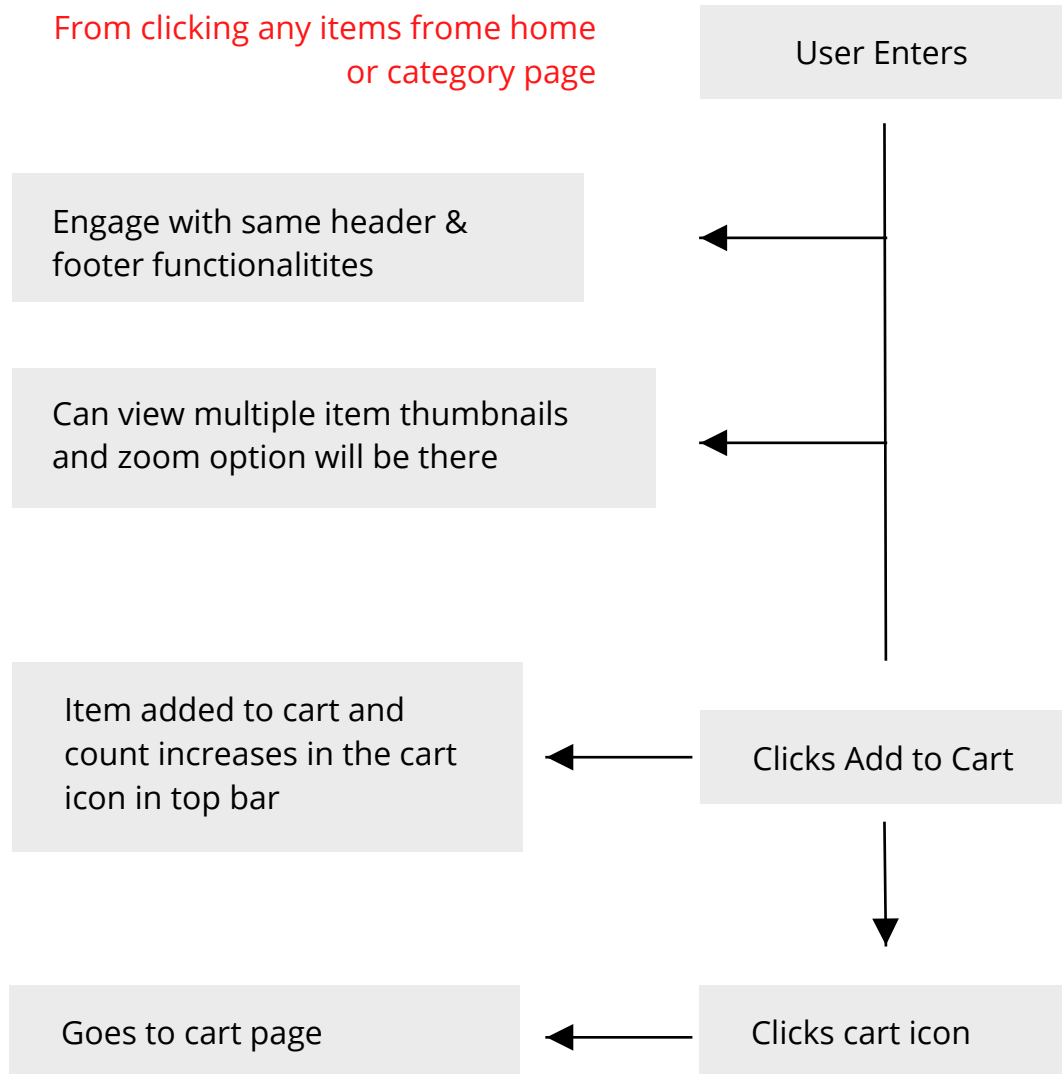 From clicking any items frome home
or category page
User Enters
Engage with same header &
footer functionalitites
Can view multiple item thumbnails
and zoom option will be there
Item added to cart and
count increases in the cart
icon in top bar
Clicks Add to Cart
Goes to cart page
Clicks cart icon